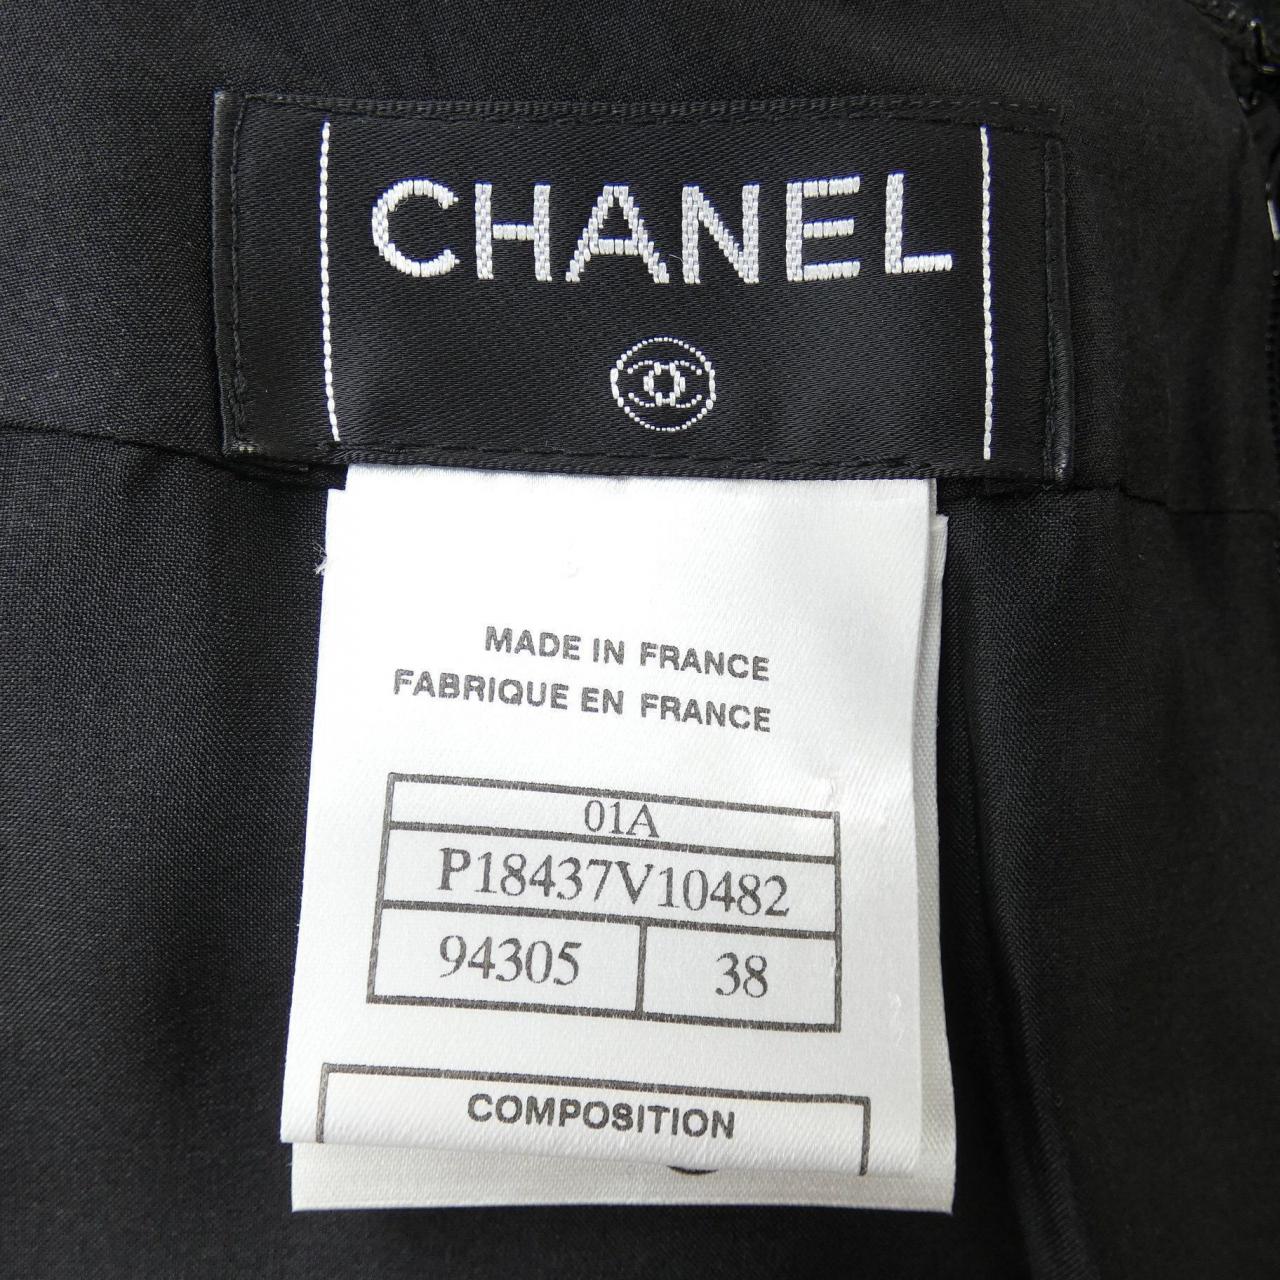 CHANEL
MADE IN FRANCE
FABRIQUE EN FRANCE
01A
P18437V10482
94305 38
COMPOSITION